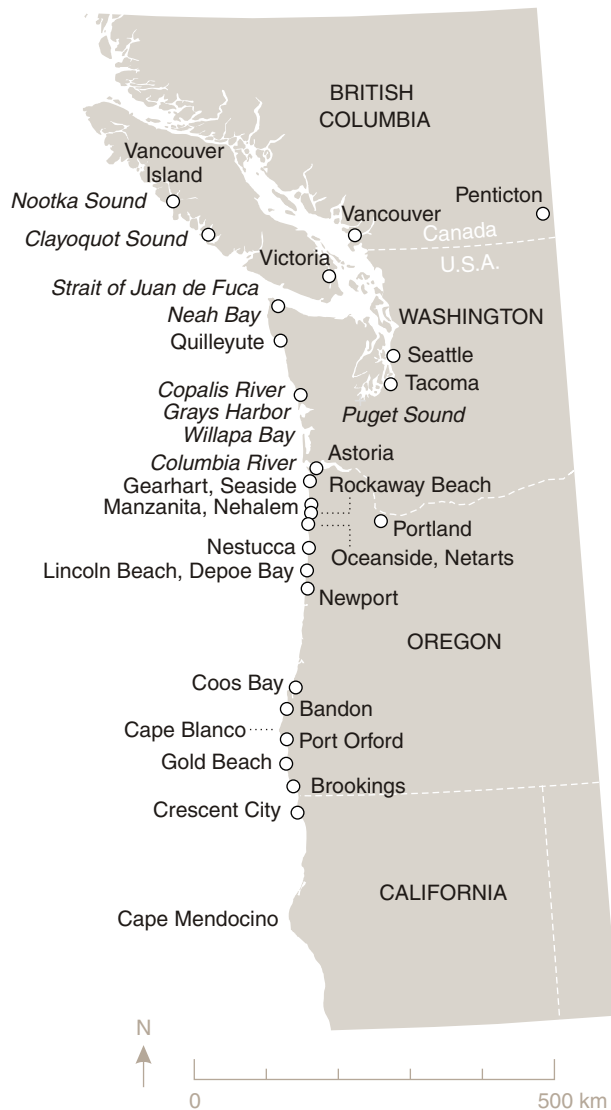 BRITISH
COLUMBIA
Vancouver
Island
Penticton
Nootka Sound
Vancouver
Canada
Clayoquot Sound
U.S.A.
Victoria
Strait of Juan de Fuca
Neah Bay
WASHINGTON
Quilleyute
Seattle
Tacoma
Copalis River
Grays Harbor
Puget Sound
Willapa Bay
Astoria
Columbia River
Gearhart, Seaside
Rockaway Beach
Manzanita, Nehalem
Portland
Nestucca
Oceanside, Netarts
Lincoln Beach, Depoe Bay
Newport
OREGON
Coos Bay
Bandon
Cape Blanco
Port Orford
Gold Beach
Brookings
Crescent City
CALIFORNIA
Cape Mendocino
N
0
500 km